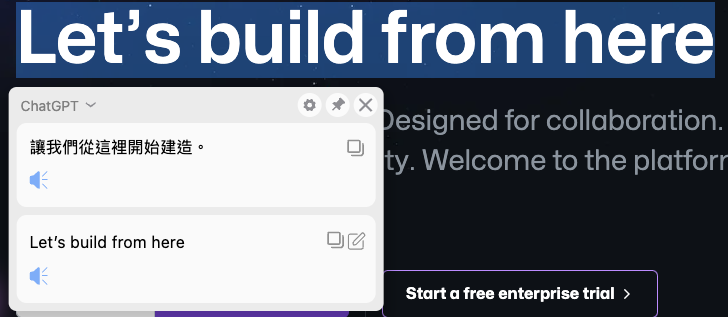 Let’s build from here
ChatGPT
讓我們從這裡開始建造。
Let’s build from here
Designed for collaboration.
ty. Welcome to the platfor
Start a free enterprise trial